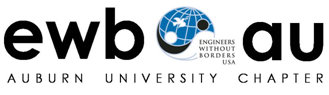 ewb au
ENGINEERS
WITHOUT
BORDERS
USA
AUBURN UNIVERSITY CHAPTER